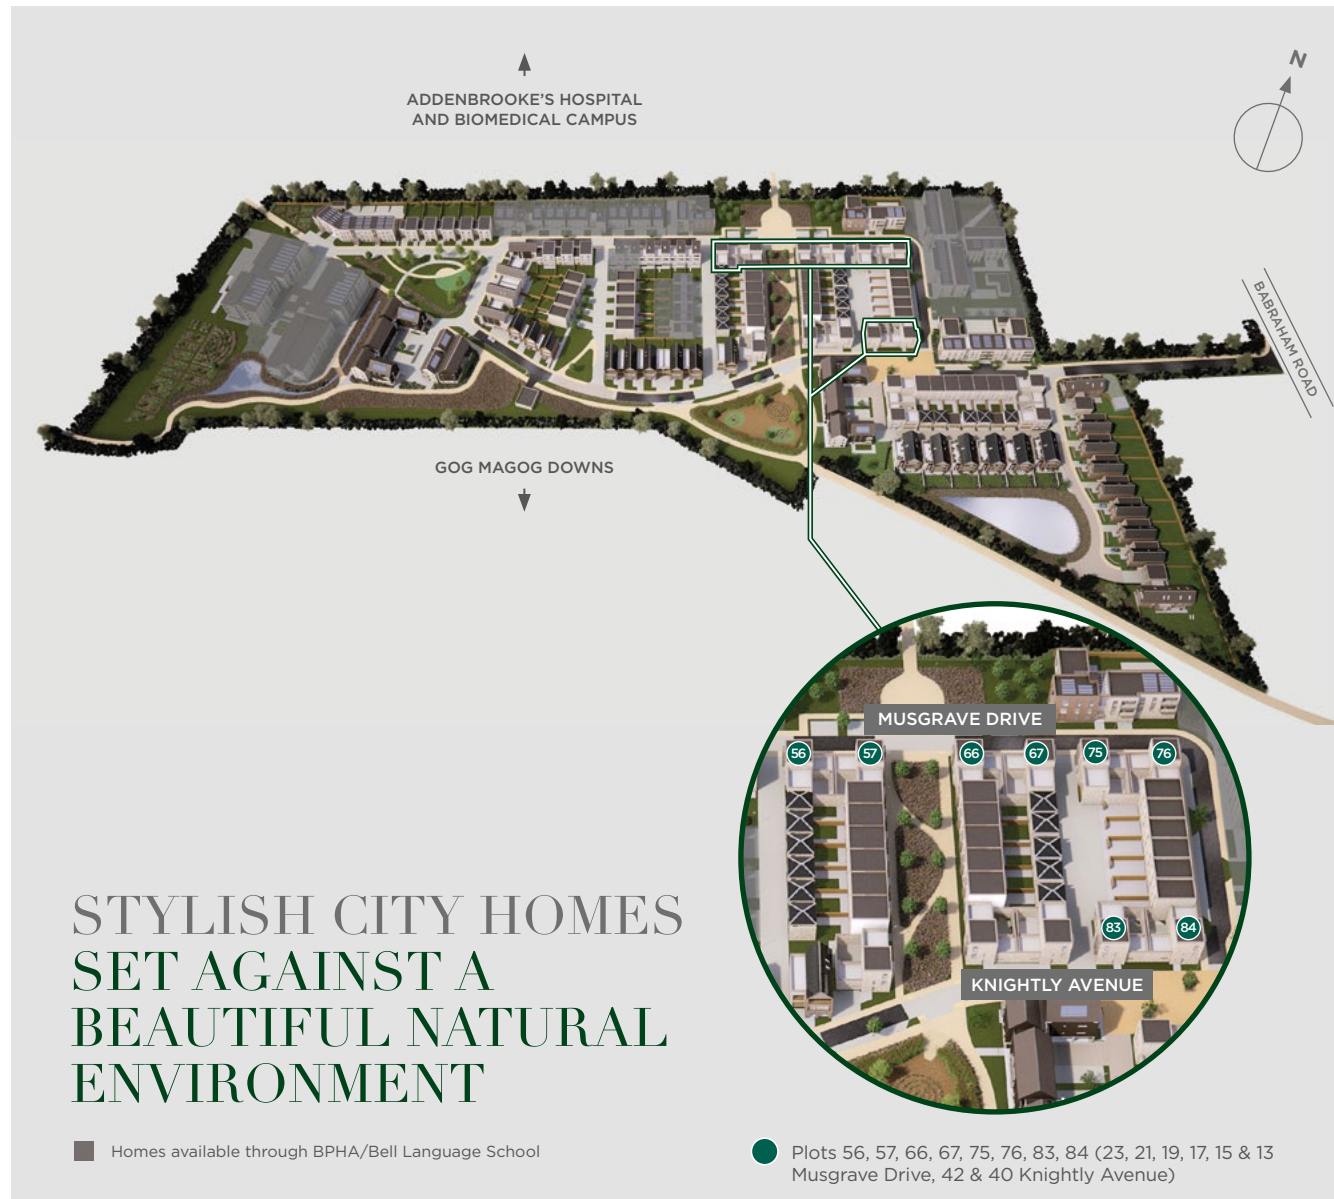 N
ADDENBROOKE'S HOSPITAL
AND BIOMEDICAL CAMPUS
BABRAHAM ROAD
GOG MAGOG DOWNS
MUSGRAVE DRIVE
56 57 66 67 75 76
83 84
KNIGHTLY AVENUE
STYLISH CITY HOMES
SET AGAINST A
BEAUTIFUL NATURAL
ENVIRONMENT
Homes available through BPHA/Bell Language School
Plots 56, 57, 66, 67, 75, 76, 83, 84 (23, 21, 19, 17, 15 & 13
Musgrave Drive, 42 & 40 Knightly Avenue)